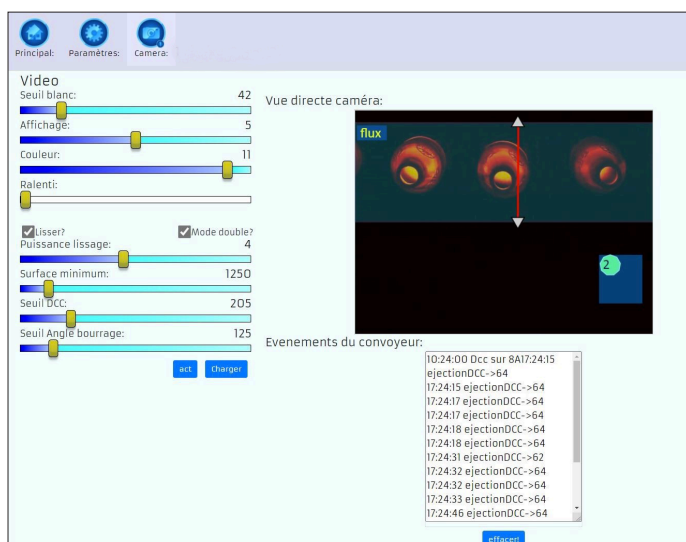 Principal: Paramètres: Camera:
Video
Seuil blanc: 42
Affichage: 5
Couleur: 11
Ralenti:
Lisser? Mode double?
Puissance lissage: 4
Surface minimum: 1250
Seuil DCC: 205
Seuil Angle bourrage: 125
act Charger
Vue directe caméra:
flux
2
Evenements du convoyeur:
10:24:00 Dcc sur 8A17:24:15
ejectionDCC->64
17:24:15 ejectionDCC->64
17:24:17 ejectionDCC->64
17:24:17 ejectionDCC->64
17:24:18 ejectionDCC->64
17:24:18 ejectionDCC->64
17:24:31 ejectionDCC->62
17:24:32 ejectionDCC->64
17:24:32 ejectionDCC->64
17:24:33 ejectionDCC->64
17:24:46 ejectionDCC->64
effacer!